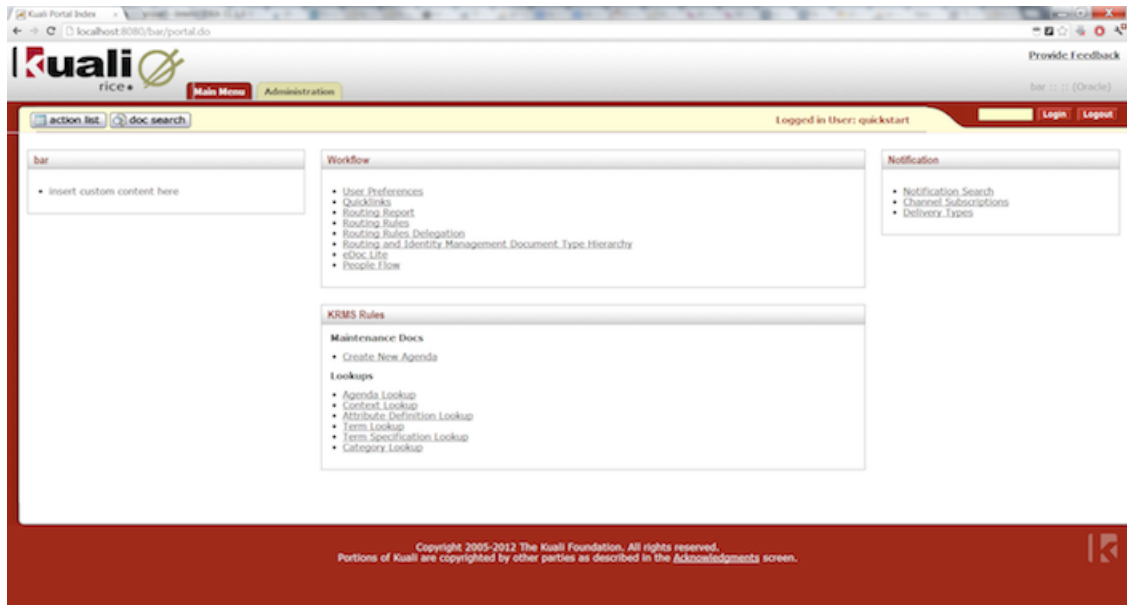 Kuali Portal Index
localhost:8080/bar/portal.do
Provide Feedback
kuali
rice
Main Menu
Administration
bar :: :: (Oracle)
action list
doc search
Logged in User: quickstart
Login
Logout
bar
• insert custom content here
Workflow
• User Preferences
• Quicklinks
• Routing Report
• Routing Rules
• Routing Rules Delegation
• Routing and Identity Management Document Type Hierarchy
• eDoc Lite
• People Flow
KRMS Rules
Maintenance Docs
• Create New Agenda
Lookups
• Agenda Lookup
• Context Lookup
• Attribute Definition Lookup
• Term Lookup
• Term Specification Lookup
• Category Lookup
Notification
• Notification Search
• Channel Subscriptions
• Delivery Types
Copyright 2005-2012 The Kuali Foundation. All rights reserved.
Portions of Kuali are copyrighted by other parties as described in the Acknowledgments screen.